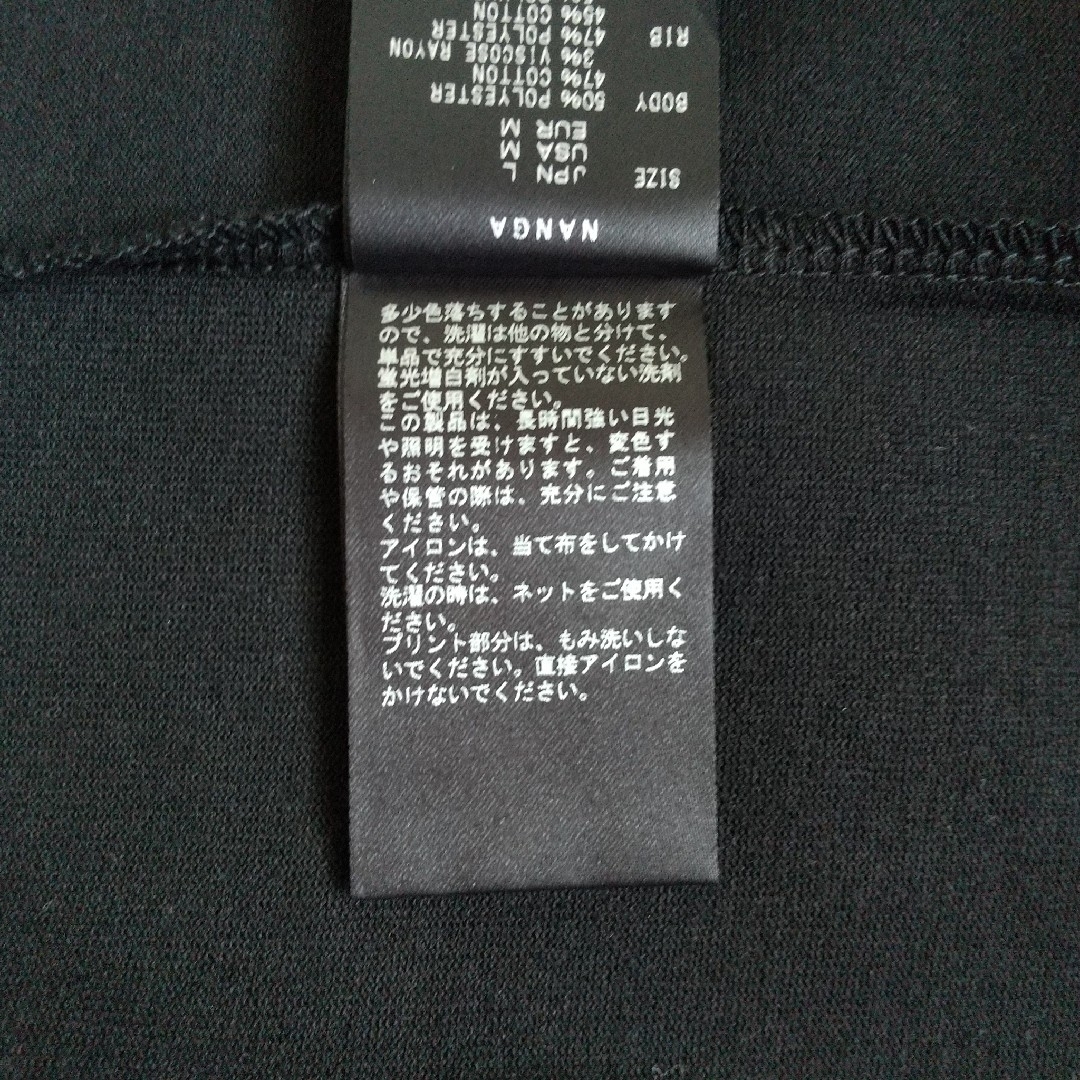 NANGA
SIZE JPN L
USA M
EUR M
BODY 50% POLYESTER
47% COTTON
3% VISCOSE RAYON
RIB 47% POLYESTER
45% COTTON
多少色落ちすることがあります
ので、洗濯は他の物と分けて、
単品で充分にすすいでください。
蛍光増白剤が入っていない洗剤
をご使用ください。
この製品は、長時間強い日光
や照明を受けますと、変色す
るおそれがあります。ご着用
や保管の際は、充分にご注意
ください。
アイロンは、当て布をしてかけ
てください。
洗濯の時は、ネットをご使用く
ださい。
プリント部分は、もみ洗いしな
いでください。直接アイロンを
かけないでください。